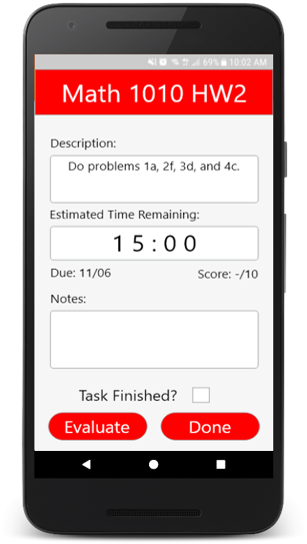 69% 10:02 AM
Math 1010 HW2
Description:
Do problems 1a, 2f, 3d, and 4c.
Estimated Time Remaining:
15:00
Due: 11/06
Score: -/10
Notes:
Task Finished?
Evaluate
Done